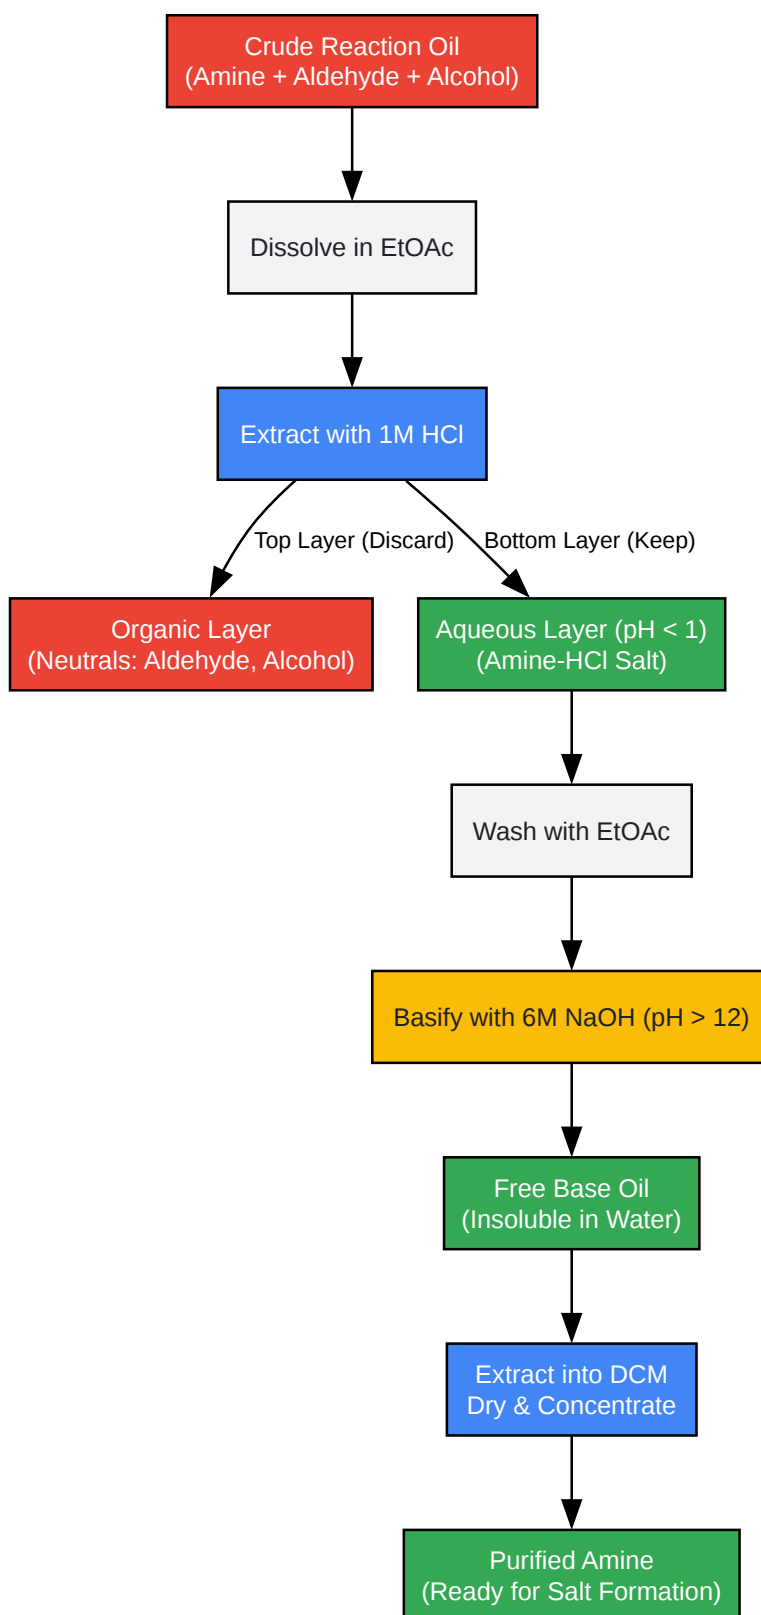 Crude Reaction Oil
(Amine + Aldehyde + Alcohol)
Dissolve in EtOAc
Extract with 1M HCl
Top Layer (Discard)
Bottom Layer (Keep)
Organic Layer
(Neutrals: Aldehyde, Alcohol)
Aqueous Layer (pH < 1)
(Amine-HCl Salt)
Wash with EtOAc
Basify with 6M NaOH (pH > 12)
Free Base Oil
(Insoluble in Water)
Extract into DCM
Dry & Concentrate
Purified Amine
(Ready for Salt Formation)